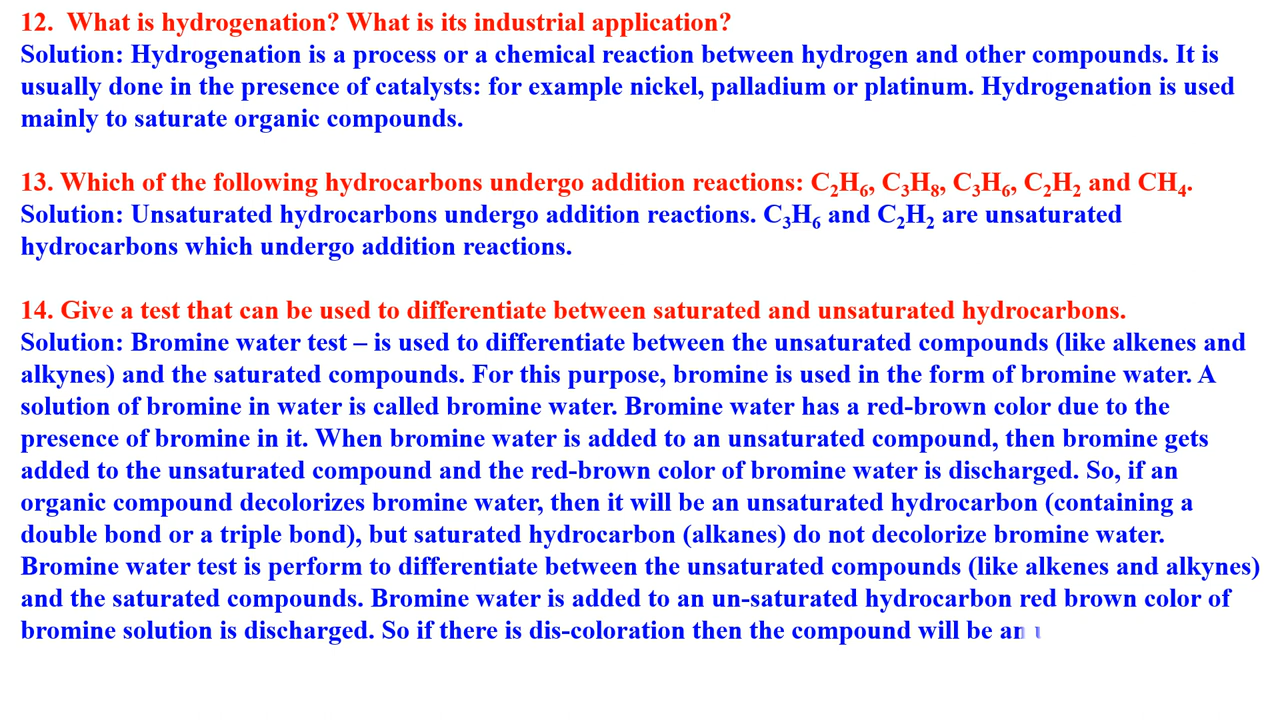 12.  What is hydrogenation? What is its industrial application?
Solution: Hydrogenation is a process or a chemical reaction between hydrogen and other compounds. It is
usually done in the presence of catalysts: for example nickel, palladium or platinum. Hydrogenation is used
mainly to saturate organic compounds.
13. Which of the following hydrocarbons undergo addition reactions: C₂H₆, C₃H₈, C₃H₆, C₂H₂ and CH₄.
Solution: Unsaturated hydrocarbons undergo addition reactions. C₃H₆ and C₂H₂ are unsaturated
hydrocarbons which undergo addition reactions.
14. Give a test that can be used to differentiate between saturated and unsaturated hydrocarbons.
Solution: Bromine water test – is used to differentiate between the unsaturated compounds (like alkenes and
alkynes) and the saturated compounds. For this purpose, bromine is used in the form of bromine water. A
solution of bromine in water is called bromine water. Bromine water has a red-brown color due to the
presence of bromine in it. When bromine water is added to an unsaturated compound, then bromine gets
added to the unsaturated compound and the red-brown color of bromine water is discharged. So, if an
organic compound decolorizes bromine water, then it will be an unsaturated hydrocarbon (containing a
double bond or a triple bond), but saturated hydrocarbon (alkanes) do not decolorize bromine water.
Bromine water test is perform to differentiate between the unsaturated compounds (like alkenes and alkynes)
and the saturated compounds. Bromine water is added to an un-saturated hydrocarbon red brown color of
bromine solution is discharged. So if there is dis-coloration then the compound will be an